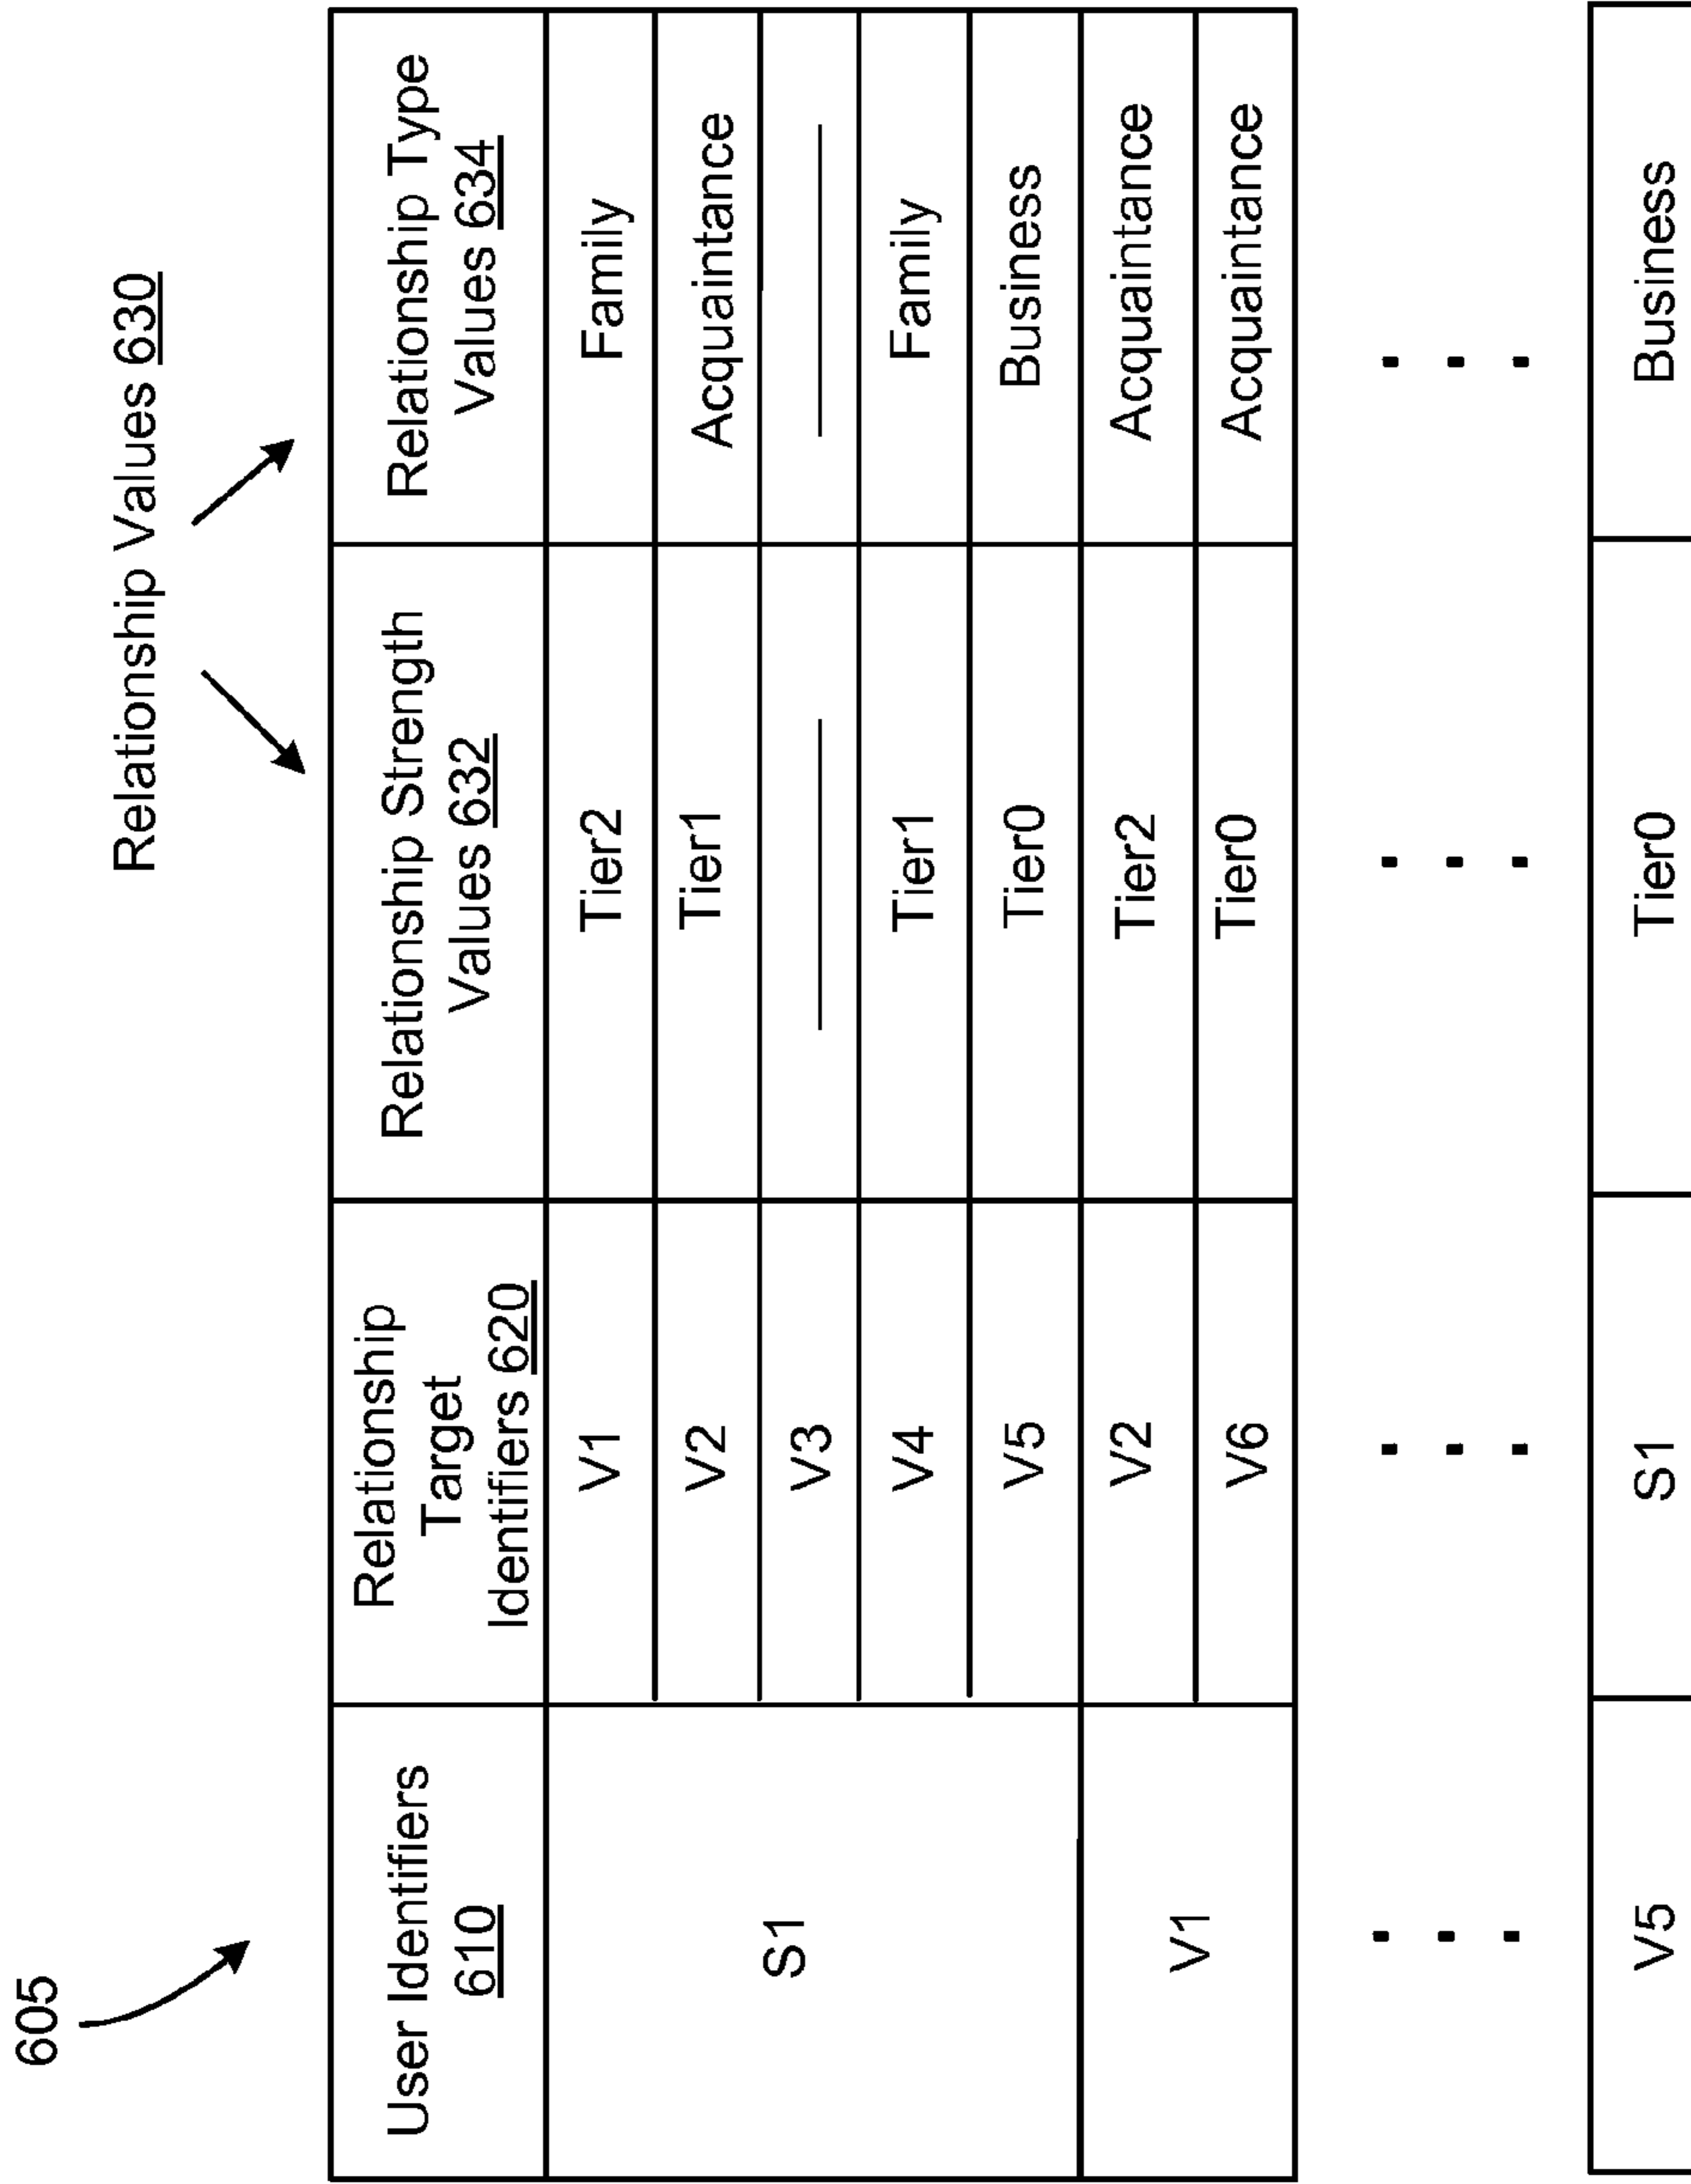 605
Relationship Values 630
User Identifiers
610
Relationship
Target
Identifiers 620
Relationship Strength
Values 632
Relationship Type
Values 634
S1
V1
Tier2
Family
V2
Tier1
Acquaintance
V3
V4
Tier1
Family
V5
Tier0
Business
V1
V2
Tier2
Acquaintance
V6
Tier0
Acquaintance
V5
S1
Tier0
Business